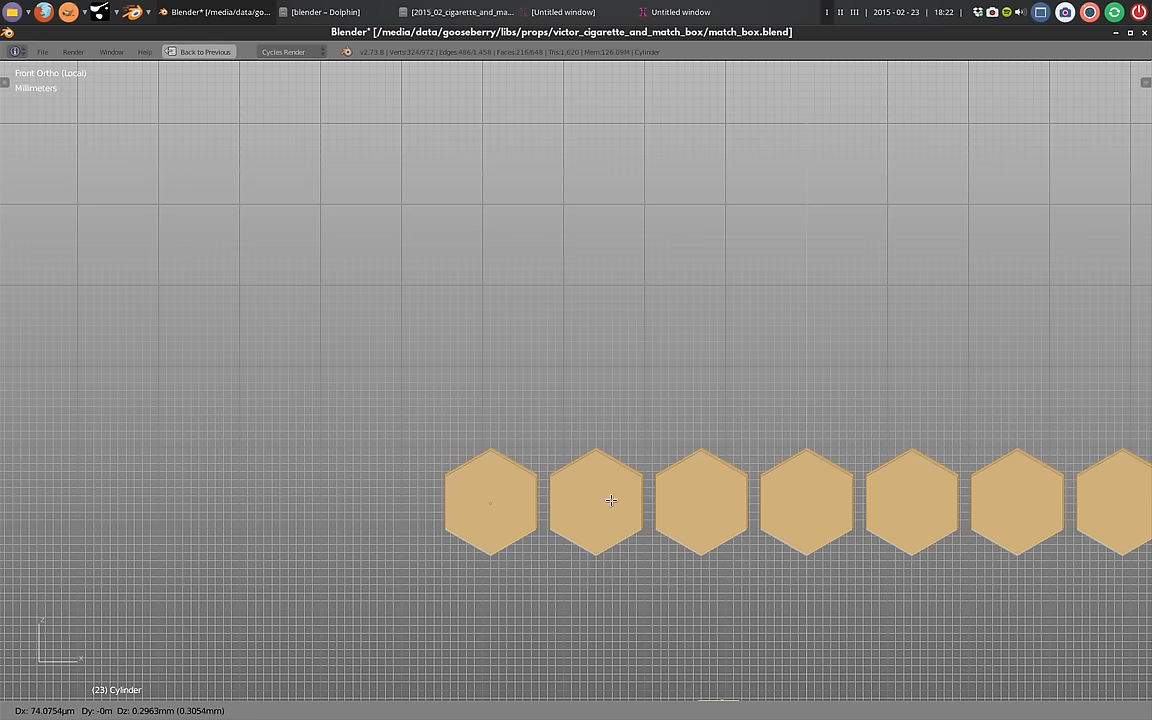 Blender* [/media/data/go... [blender – Dolphin] [2015_02_cigarette_and_ma... [Untitled window] Untitled window I II III | 2015 - 02 - 23 | 18:22 |
Blender* [/media/data/gooseberry/libs/props/victor_cigarette_and_match_box/match_box.blend]
File Render Window Help Back to Previous Cycles Render v2.73.8 | Verts:324/972 | Edges:486/1,458 | Faces:216/648 | Tris:1,620 | Mem:126.09M | Cylinder
Front Ortho (Local)
Millimeters
z
x
(23) Cylinder
Dx: 74.0754µm Dy: -0m Dz: 0.2963mm (0.3054mm)